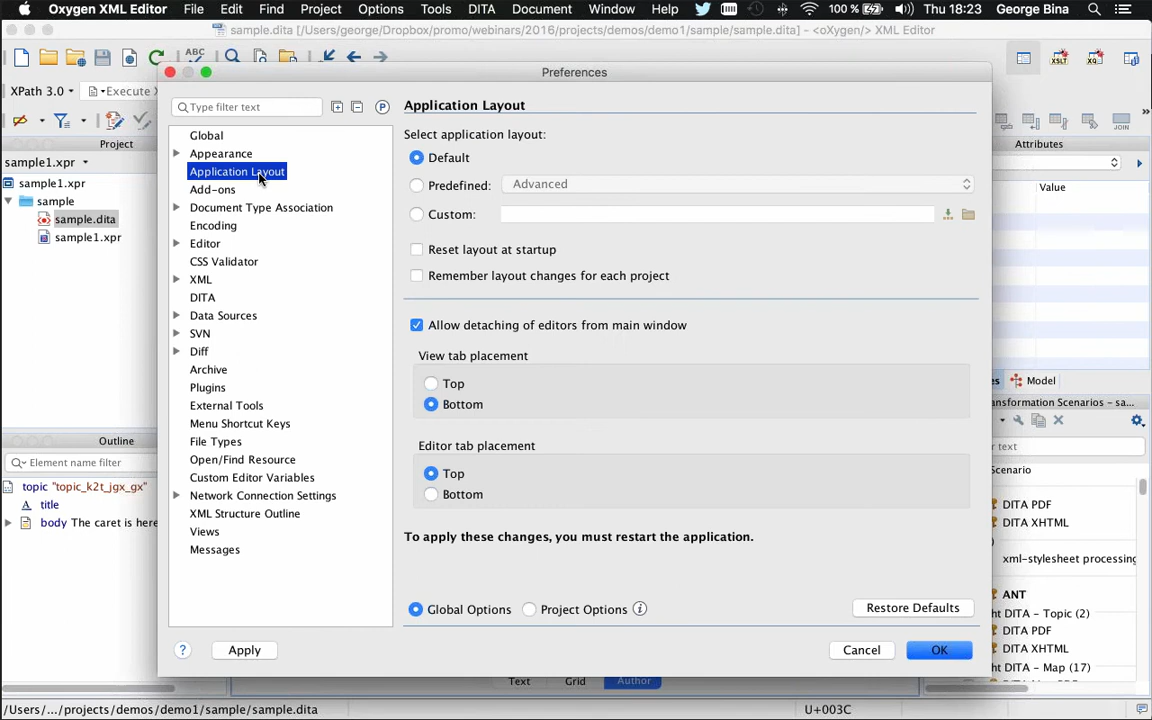 Oxygen XML Editor File Edit Find Project Options Tools DITA Document Window Help 100% Thu 18:23 George Bina
sample.dita [/Users/george/Dropbox/promo/webinars/2016/projects/demos/demo1/sample/sample.dita] - <oXygen/> XML Editor
ABC XSLT XQ
XPath 3.0 Execute X
JOIN
Project
sample1.xpr
sample1.xpr
sample
sample.dita
sample1.xpr
Outline
Element name filter
topic "topic_k2t_jgx_gx"
title
body The caret is here
/Users/.../projects/demos/demo1/sample/sample.dita
Preferences
Type filter text
P
Global
Appearance
Application Layout
Add-ons
Document Type Association
Encoding
Editor
CSS Validator
XML
DITA
Data Sources
SVN
Diff
Archive
Plugins
External Tools
Menu Shortcut Keys
File Types
Open/Find Resource
Custom Editor Variables
Network Connection Settings
XML Structure Outline
Views
Messages
Application Layout
Select application layout:
Default
Predefined: Advanced
Custom:
Reset layout at startup
Remember layout changes for each project
Allow detaching of editors from main window
View tab placement
Top
Bottom
Editor tab placement
Top
Bottom
To apply these changes, you must restart the application.
Global Options Project Options Restore Defaults
? Apply Cancel OK
Text Grid Author
Attributes
Value
es Model
ansformation Scenarios - sa...
r text
Scenario
DITA PDF
DITA XHTML
)
xml-stylesheet processing
ANT
ht DITA - Topic (2)
DITA PDF
DITA XHTML
ht DITA - Map (17)
U+003C